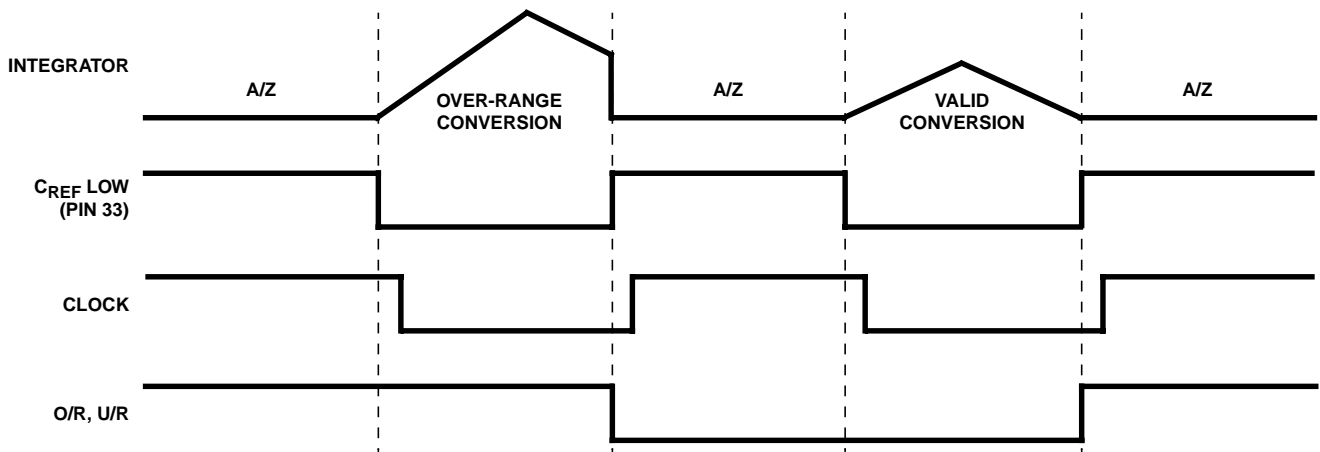 INTEGRATOR
A/Z
OVER-RANGE
CONVERSION
A/Z
VALID
CONVERSION
A/Z
CREF LOW
(PIN 33)
CLOCK
O/R, U/R